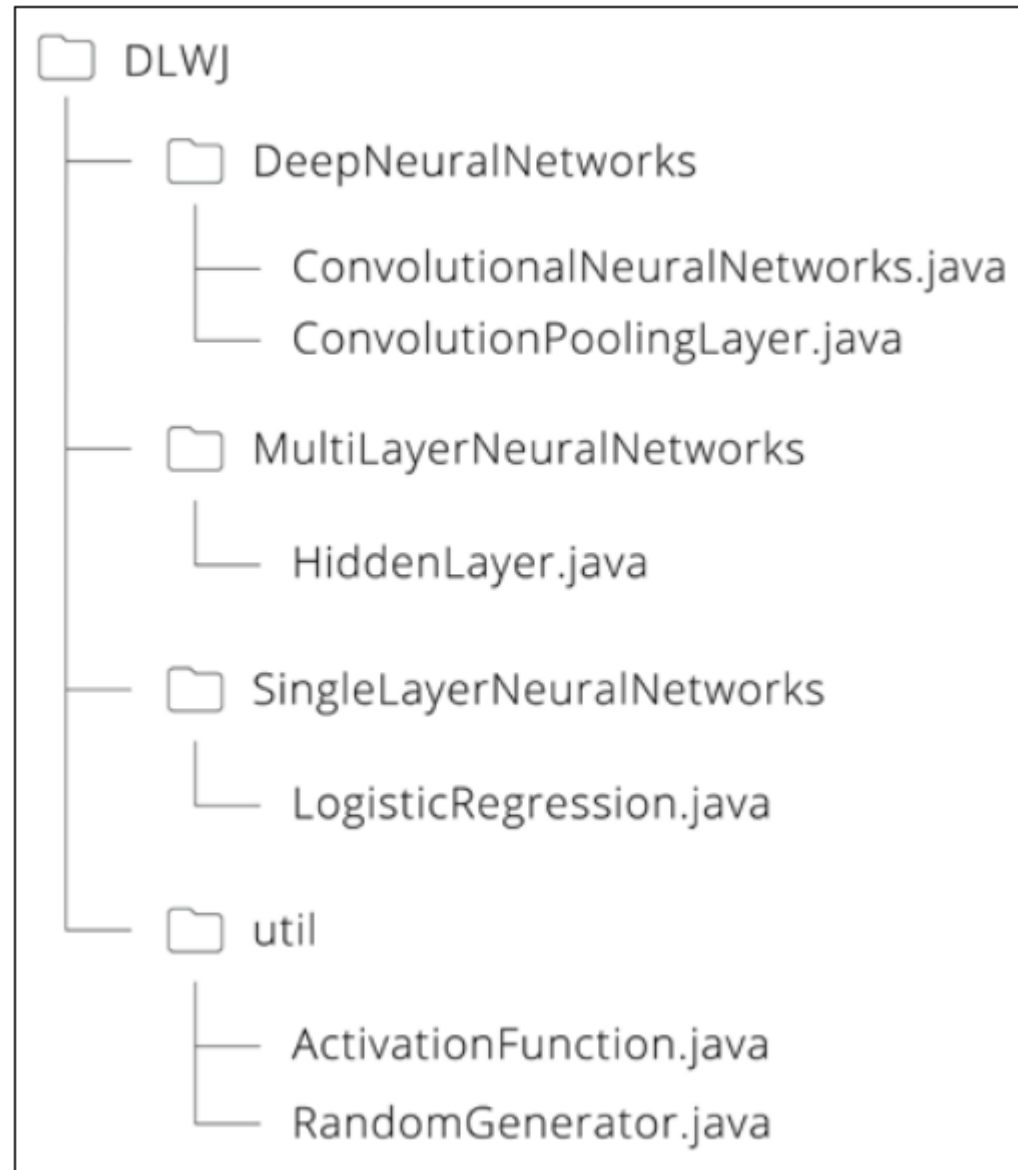 DLWJ
DeepNeuralNetworks
ConvolutionalNeuralNetworks.java
ConvolutionPoolingLayer.java
MultiLayerNeuralNetworks
HiddenLayer.java
SingleLayerNeuralNetworks
LogisticRegression.java
util
ActivationFunction.java
RandomGenerator.java